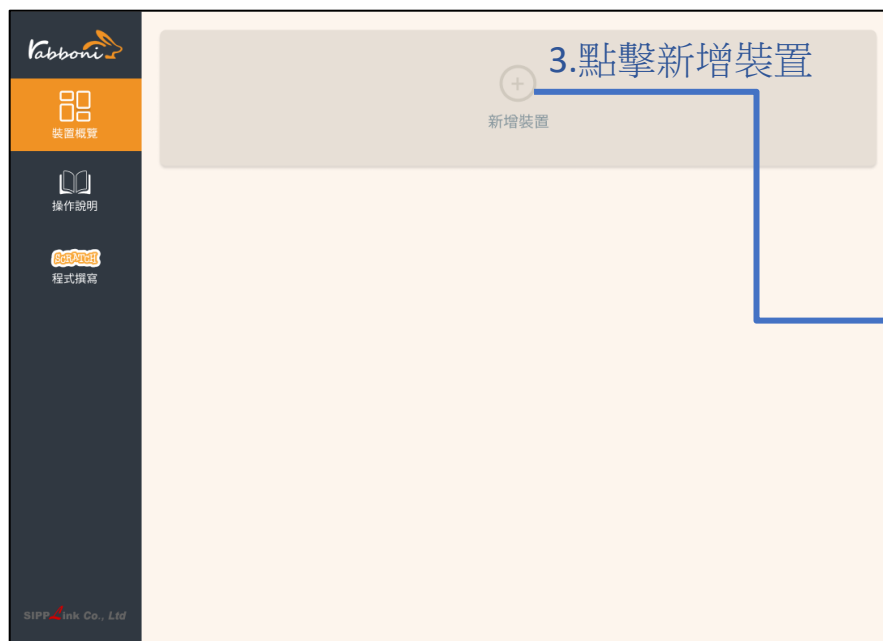 rabboni
3.點擊新增裝置
新增裝置
裝置概覽
操作說明
SCRATCH
程式撰寫
SIPPLink Co., Ltd